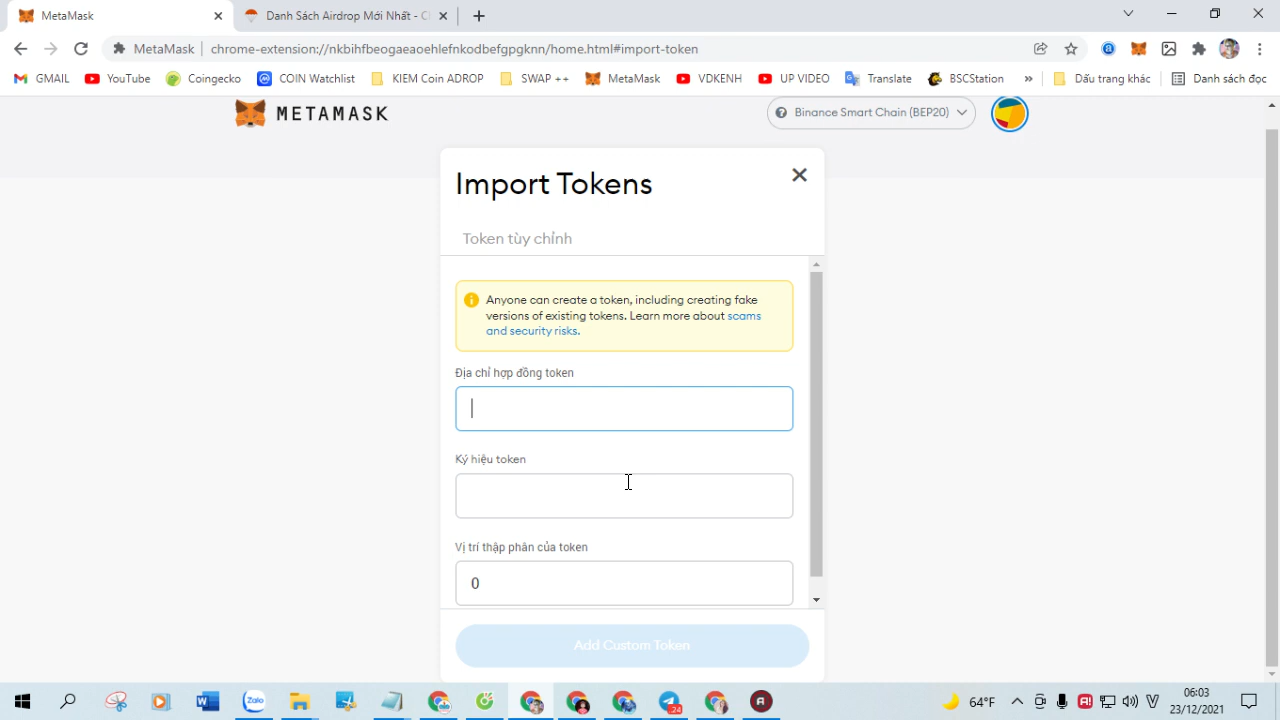 MetaMask
Danh Sách Airdrop Mới Nhất - C
MetaMask
chrome-extension://nkbihfbeogaeaoehlefnkodbefgpgknn/home.html#import-token
GMAIL
YouTube
Coingecko
COIN Watchlist
KIEM Coin ADROP
SWAP ++
MetaMask
VDKENH
UP VIDEO
Translate
BSCStation
»
Dấu trang khác
Danh sách đọc
METAMASK
Binance Smart Chain (BEP20)
Import Tokens
Token tùy chỉnh
Anyone can create a token, including creating fake
versions of existing tokens. Learn more about scams
and security risks.
Địa chỉ hợp đồng token
Ký hiệu token
Vị trí thập phân của token
0
Add Custom Token
Zalo
24
64°F
06:03
23/12/2021